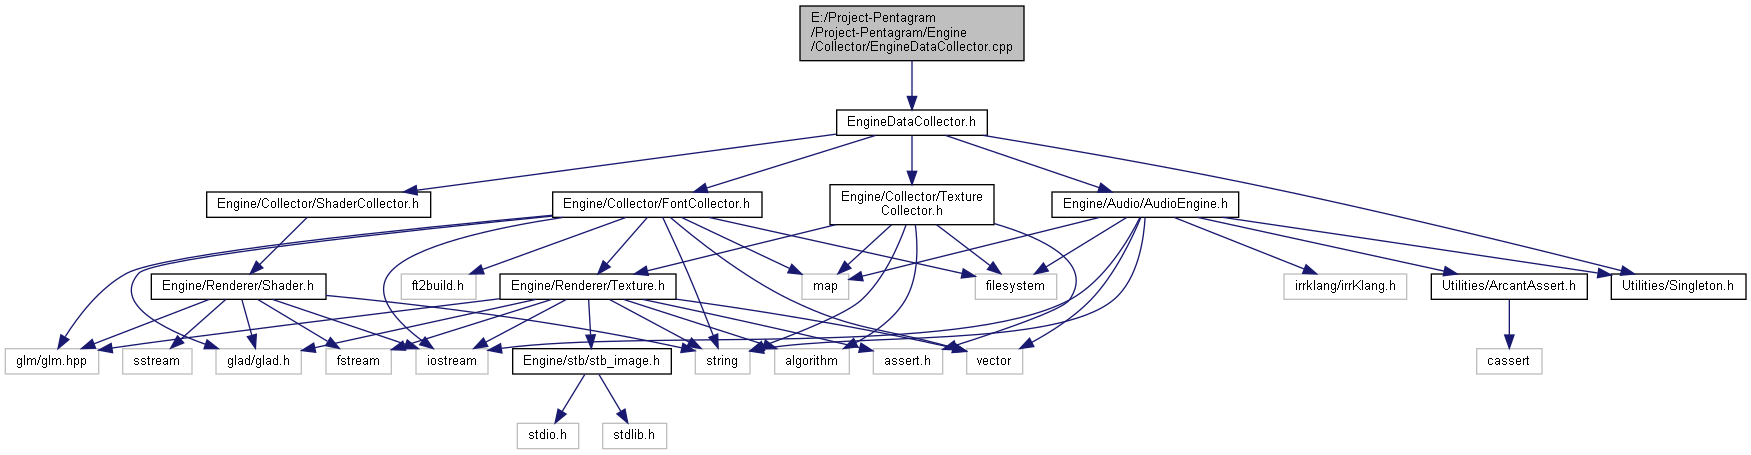 E:/Project-Pentagram
/Project-Pentagram/Engine
/Collector/EngineDataCollector.cpp
EngineDataCollector.h
Engine/Collector/ShaderCollector.h
Engine/Collector/FontCollector.h
Engine/Collector/Texture
Collector.h
Engine/Audio/AudioEngine.h
Engine/Renderer/Shader.h
ft2build.h
Engine/Renderer/Texture.h
map
filesystem
irrklang/irrKlang.h
Utilities/ArcantAssert.h
Utilities/Singleton.h
glm/glm.hpp
sstream
glad/glad.h
fstream
iostream
Engine/stb/stb_image.h
string
algorithm
assert.h
vector
cassert
stdio.h
stdlib.h